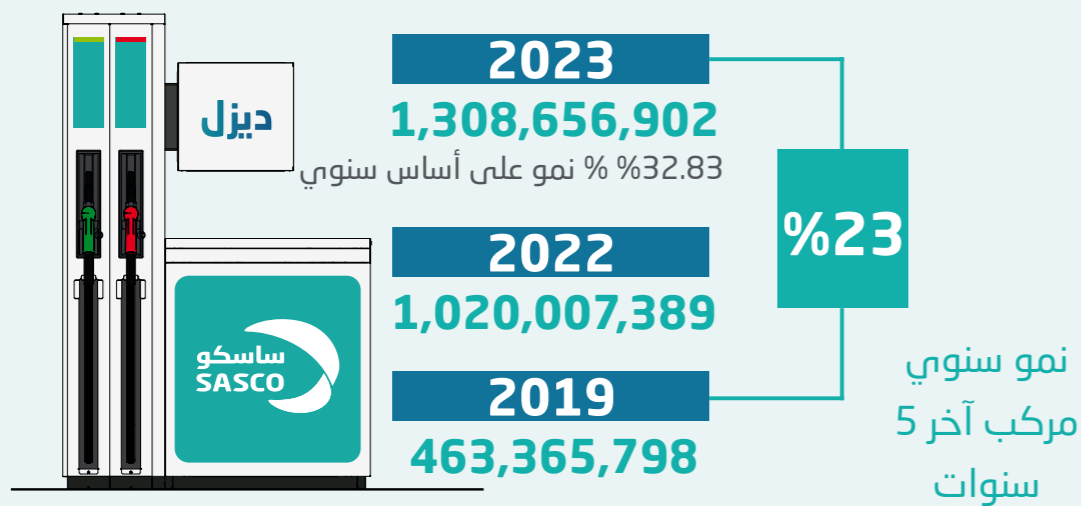 ديزل
2023
1,308,656,902
%32.83 % نمو على أساس سنوي
2022
1,020,007,389
2019
463,365,798
%23
نمو سنوي
مركب آخر 5
سنوات
ساسكو
SASCO